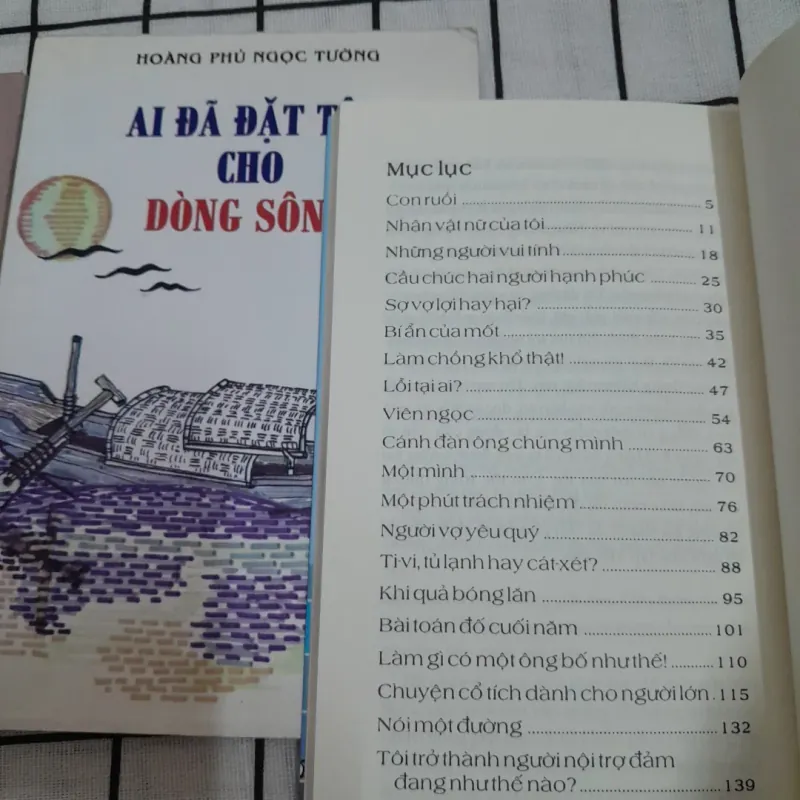 HOÀNG PHỦ NGỌC TƯỜNG
AI ĐÃ ĐẶT
CHO
DÒNG SÔN
Mục lục
Con ruồi 5
Nhân vật nữ của tôi 11
Những người vui tính 18
Cầu chúc hai người hạnh phúc 25
Sợ vợ lợi hay hại? 30
Bí ẩn của mốt 35
Làm chồng khổ thật! 42
Lỗi tại ai? 47
Viên ngọc 54
Cánh đàn ông chúng mình 63
Một mình 70
Một phút trách nhiệm 76
Người vợ yêu quý 82
Ti-vi, tủ lạnh hay cát-xét? 88
Khi quả bóng lăn 95
Bài toán đố cuối năm 101
Làm gì có một ông bố như thế! 110
Chuyện cổ tích dành cho người lớn 115
Nói một đường 132
Tôi trở thành người nội trợ đảm
đang như thế nào? 139